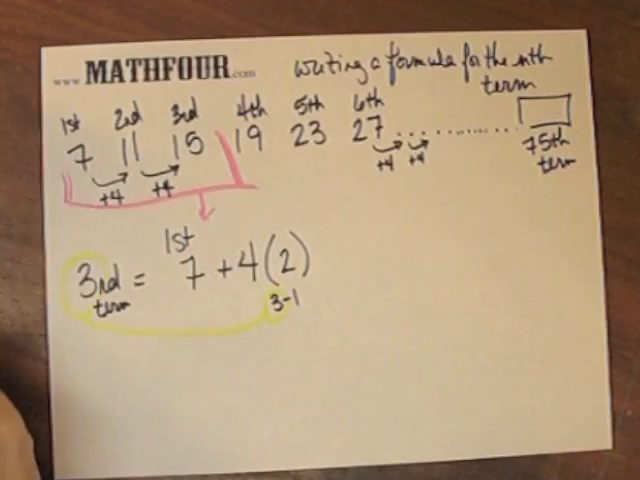 www.MATHFOUR.com
writing a formula for the nth term
1st 2nd 3rd 4th 5th 6th
7 11 15 19 23 27 ............
+4 +4 +4 +4
75th term
1st
3rd term = 7 + 4(2)
3-1